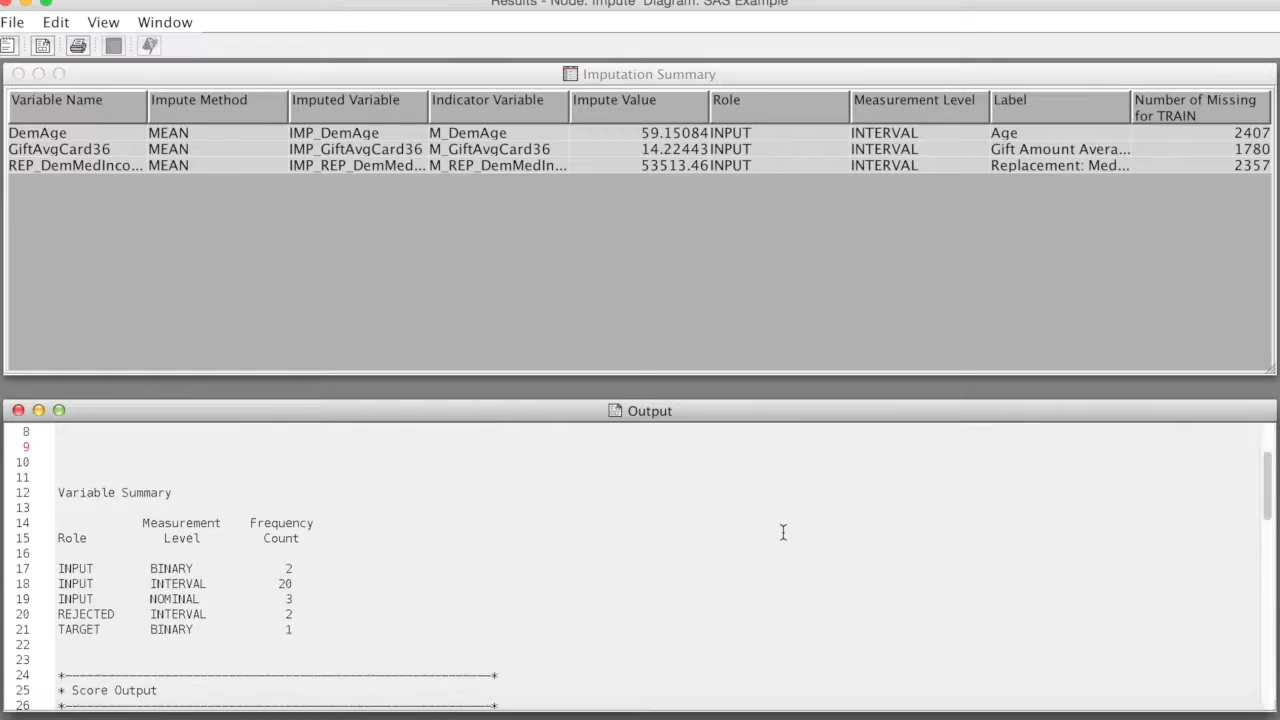 Results - Node: Impute Diagram: SAS Example
File Edit View Window
Imputation Summary
Variable Name Impute Method Imputed Variable Indicator Variable Impute Value Role Measurement Level Label Number of Missing for TRAIN
DemAge MEAN IMP_DemAge M_DemAge 59.15084 INPUT INTERVAL Age 2407
GiftAvgCard36 MEAN IMP_GiftAvgCard36 M_GiftAvgCard36 14.22443 INPUT INTERVAL Gift Amount Avera... 1780
REP_DemMedInco... MEAN IMP_REP_DemMed... M_REP_DemMedIn... 53513.46 INPUT INTERVAL Replacement: Med... 2357
Output
8
9
10
11
12 Variable Summary
13
14 Measurement Frequency
15 Role Level Count
16
17 INPUT BINARY 2
18 INPUT INTERVAL 20
19 INPUT NOMINAL 3
20 REJECTED INTERVAL 2
21 TARGET BINARY 1
22
23
24 *------------------------------------------------------------*
25 * Score Output
26 *------------------------------------------------------------*